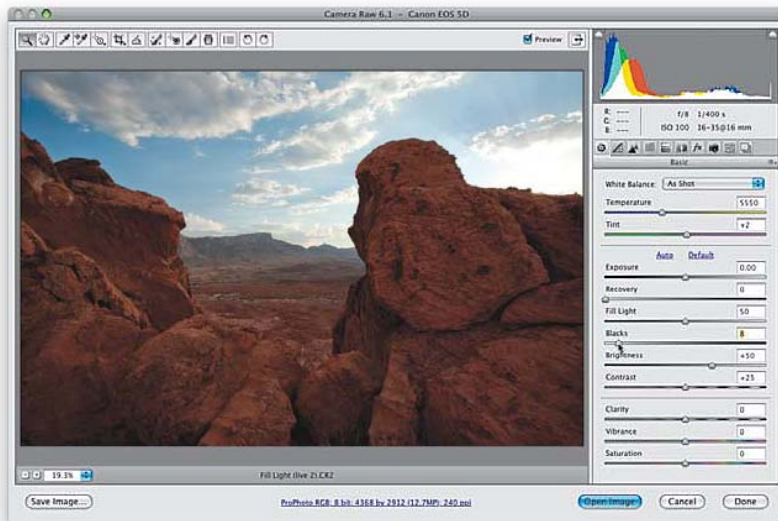 Camera Raw 6.1 – Canon EOS 5D
Preview
R: ---
G: ---
B: ---
f/8 1/400 s
ISO 100 16-35@16 mm
Basic
White Balance: As Shot
Temperature 5550
Tint +2
Auto Default
Exposure 0.00
Recovery 0
Fill Light 50
Blacks 8
Brightness +50
Contrast +25
Clarity 0
Vibrance 0
Saturation 0
19.3%
Fill Light (live 2).CR2
Save Image...
ProPhoto RGB; 8 bit; 4368 by 2912 (12.7MP); 240 ppi
Open Image
Cancel
Done